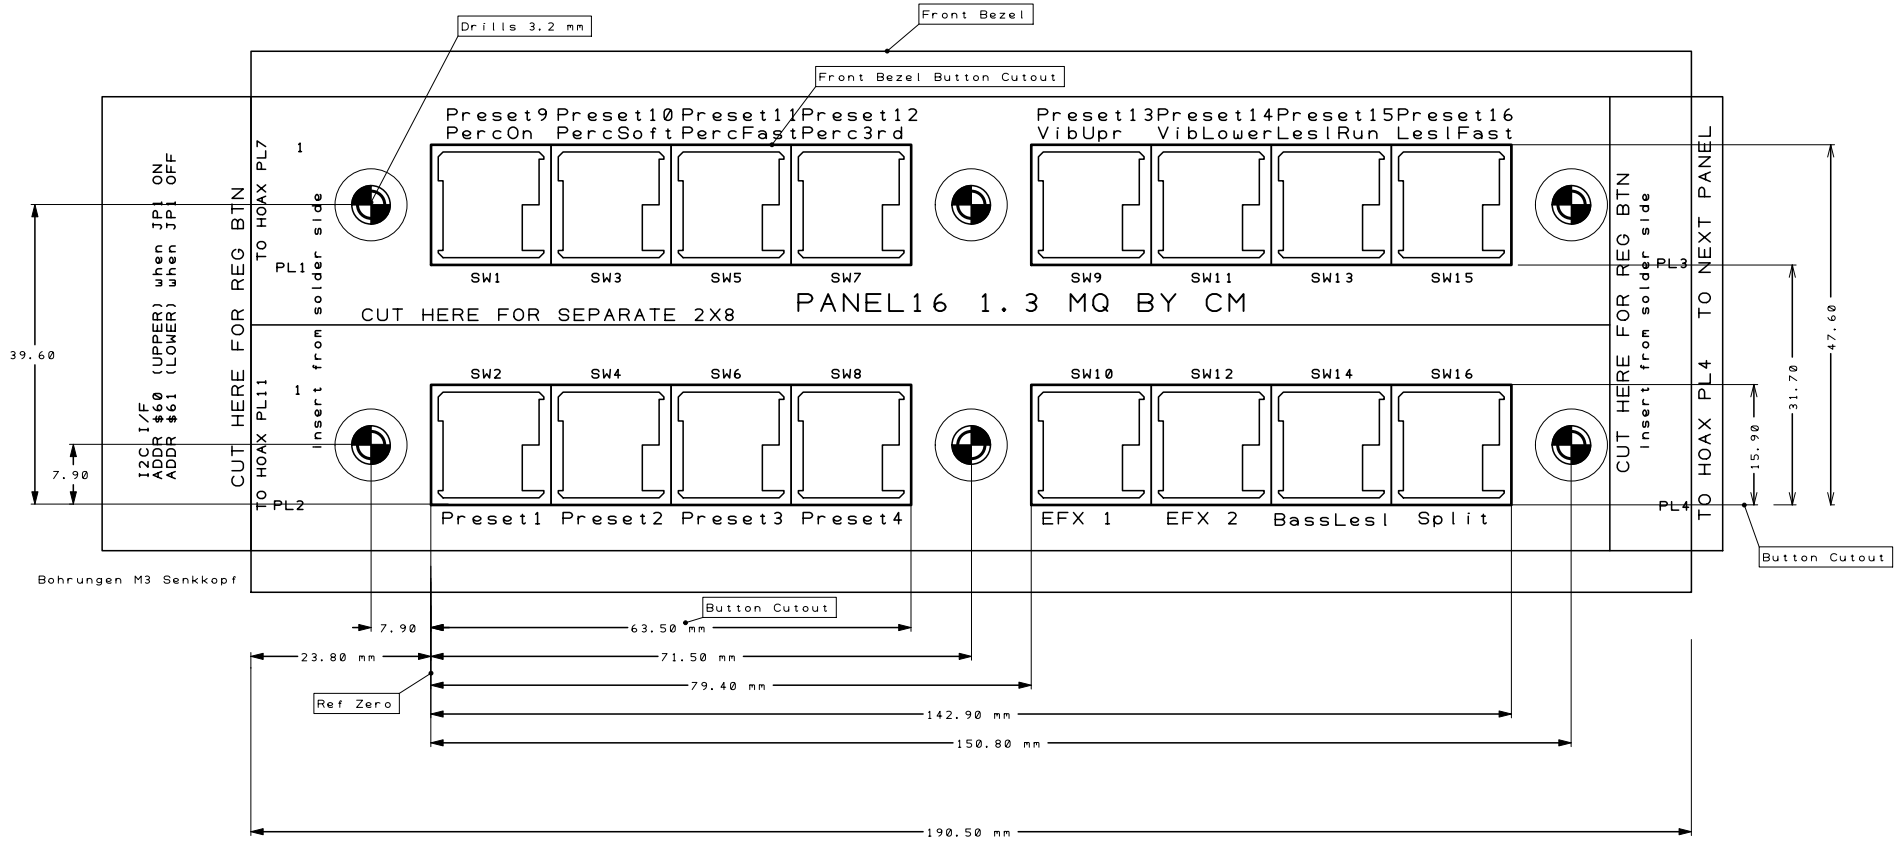 Front Bezel
Drills 3.2 mm
Front Bezel Button Cutout
Preset9 Preset10 Preset11 Preset12 Preset13 Preset14 Preset15 Preset16
PercOn PercSoft PercFast Perc3rd VibUpr VibLower LeslRun LeslFast
I2C I/F
ADDR $60 (UPPER) when JP1 ON
ADDR $61 (LOWER) when JP1 OFF
CUT HERE FOR REG BTN
TO HOAX PL7
1
Insert from solder side
PL1
SW1 SW3 SW5 SW7 SW9 SW11 SW13 SW15
PANEL16 1.3 MQ BY CM
CUT HERE FOR SEPARATE 2X8
SW2 SW4 SW6 SW8 SW10 SW12 SW14 SW16
TO HOAX PL11
1
PL2
Preset1 Preset2 Preset3 Preset4 EFX 1 EFX 2 BassLesl Split
CUT HERE FOR REG BTN
Insert from solder side
PL3
PL4
TO HOAX PL4 TO NEXT PANEL
39.60
7.90
47.60
31.70
15.90
Button Cutout
Bohrungen M3 Senkkopf
Button Cutout
7.90
63.50 mm
23.80 mm
71.50 mm
79.40 mm
Ref Zero
142.90 mm
150.80 mm
190.50 mm